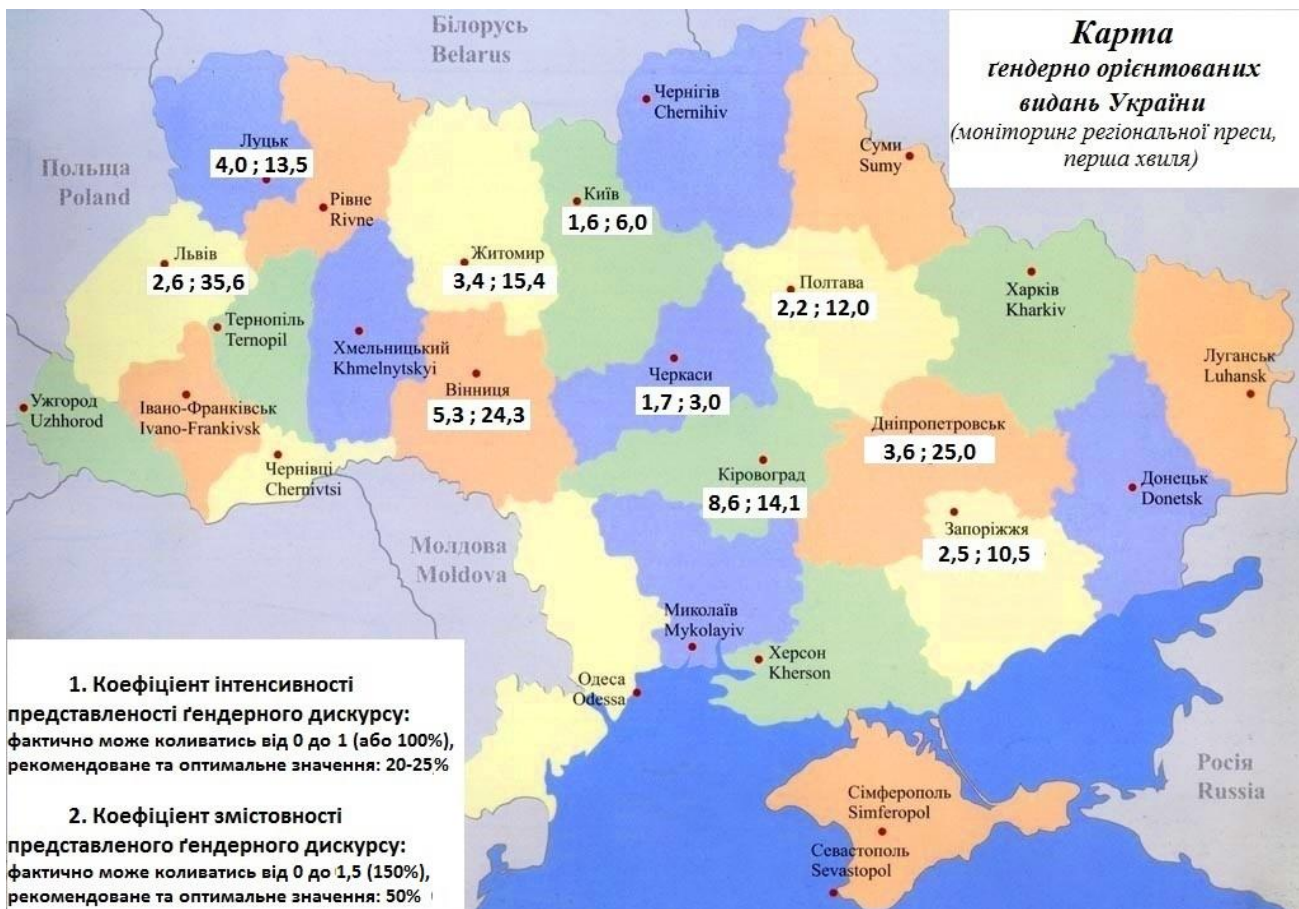 Білорусь
Belarus
Карта
ґендерно орієнтованих
видань України
(моніторинг регіональної преси,
перша хвиля)
Чернігів
Chernihiv
Луцьк
4,0 ; 13,5
Суми
Sumy
Польща
Poland
Рівне
Rivne
Київ
1,6 ; 6,0
Львів
2,6 ; 35,6
Житомир
3,4 ; 15,4
Полтава
2,2 ; 12,0
Харків
Kharkiv
Тернопіль
Ternopil
Хмельницький
Khmelnytskyi
Луганськ
Luhansk
Вінниця
5,3 ; 24,3
Черкаси
1,7 ; 3,0
Ужгород
Uzhhorod
Івано-Франківськ
Ivano-Frankivsk
Дніпропетровськ
3,6 ; 25,0
Чернівці
Chernivtsi
Кіровоград
8,6 ; 14,1
Донецьк
Donetsk
Запоріжжя
2,5 ; 10,5
Молдова
Moldova
Миколаїв
Mykolayiv
Херсон
Kherson
Одеса
Odessa
1. Коефіцієнт інтенсивності
представленості ґендерного дискурсу:
фактично може коливатись від 0 до 1 (або 100%),
рекомендоване та оптимальне значення: 20-25%
2. Коефіцієнт змістовності
представленого ґендерного дискурсу:
фактично може коливатись від 0 до 1,5 (150%),
рекомендоване та оптимальне значення: 50%
Росія
Russia
Сімферополь
Simferopol
Севастополь
Sevastopol